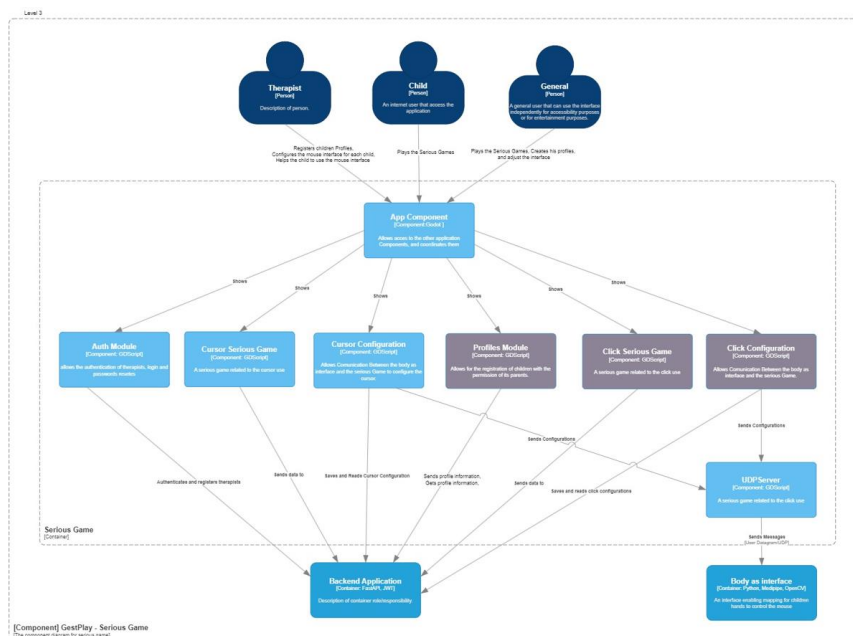 Level 3
Therapist
[Person]
Description of person.
Child
[Person]
An internet user that access the
application
General
[Person]
A general user that can use the interface
independently for accessibility purposes
or for entertainment purposes.
Registers children Profiles,
Configures the mouse interface for each child,
Helps the child to use the mouse interface
Plays the Serious Games
Plays the Serious Games, Creates his profiles,
and adjust the interface
App Component
[Component:Godot ]
Allows acces to the other application
Components, and coordinates them
Shows
Shows
Shows
Shows
Shows
Shows
Auth Module
[Component: GDScript]
allows the authentication of therapists, login and
passwords resets
Cursor Serious Game
[Component: GDScript]
A serious game related to the cursor use
Cursor Configuration
[Component: GDScript]
Allows Comunication Between the body as
interface and the serious Game to configure the
cursor.
Profiles Module
[Component: GDScript]
Allows for the registration of children with the
permission of its parents.
Click Serious Game
[Component: GDScript]
A serious game related to the click use
Click Configuration
[Component: GDScript]
Allows Comunication Between the body as
interface and the serious Game.
Sends Configurations
Sends Configurations
Authenticates and registers therapists
Sends data to
Saves and Reads Cursor Configuration
Sends profile information,
Gets profile information,
Sends data to
Saves and reads click configurations
UDPServer
[Component: GDScript]
A serious game related to the click use
Serious Game
[Container]
Sends Messages
Backend Application
[Container: FastAPI, JWT]
Description of container role/responsibility
Body as interface
[Container: Python, Medipipe, OpenCV]
An interface enabling mapping for children
hands to control the mouse
[Component] GestPlay - Serious Game
[The component diagram for serious game]